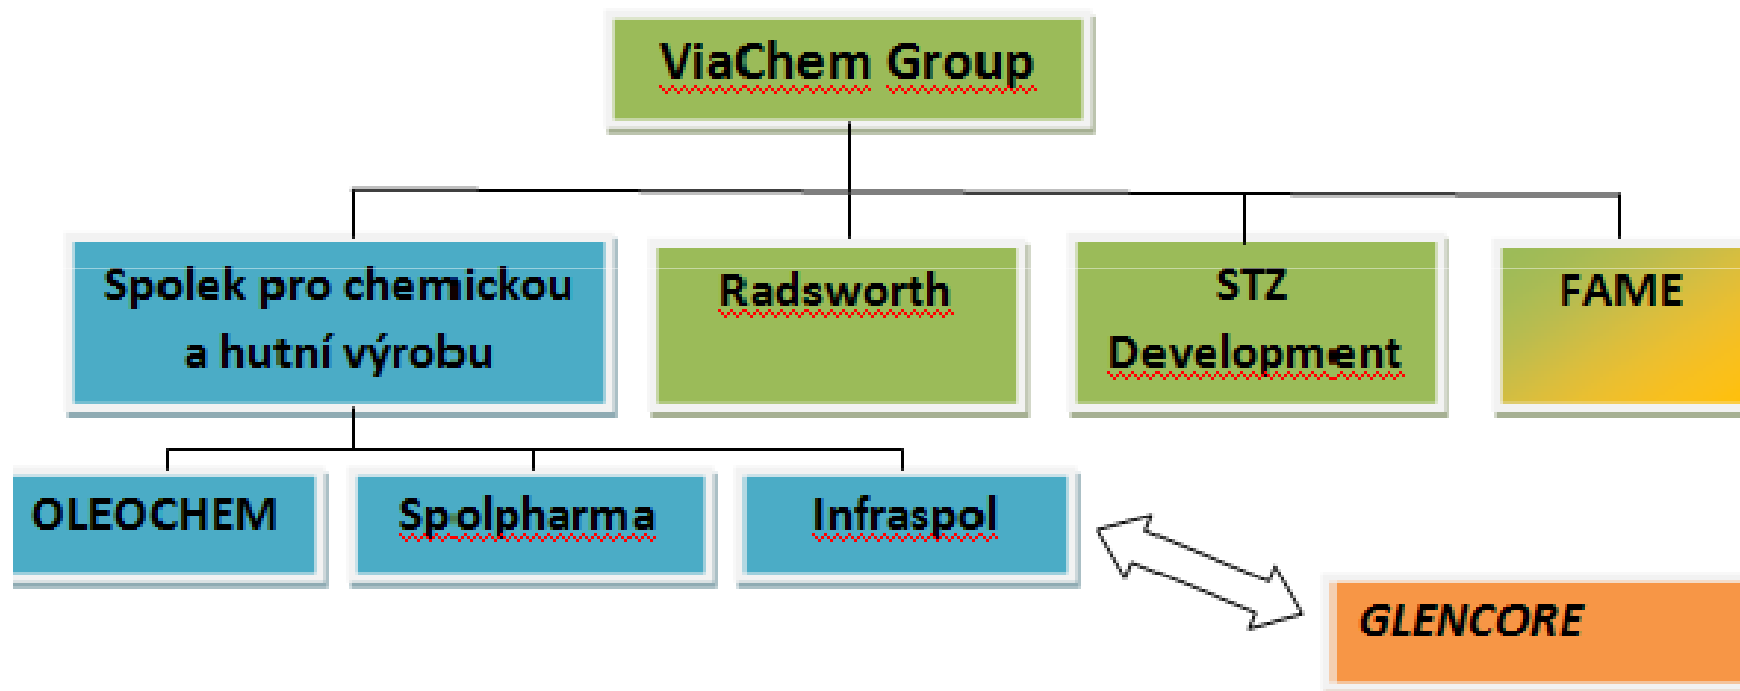 ViaChem Group
Spolek pro chemickou
a hutní výrobu
Radsworth
STZ
Development
FAME
OLEOCHEM
Spolpharma
Infraspol
GLENCORE